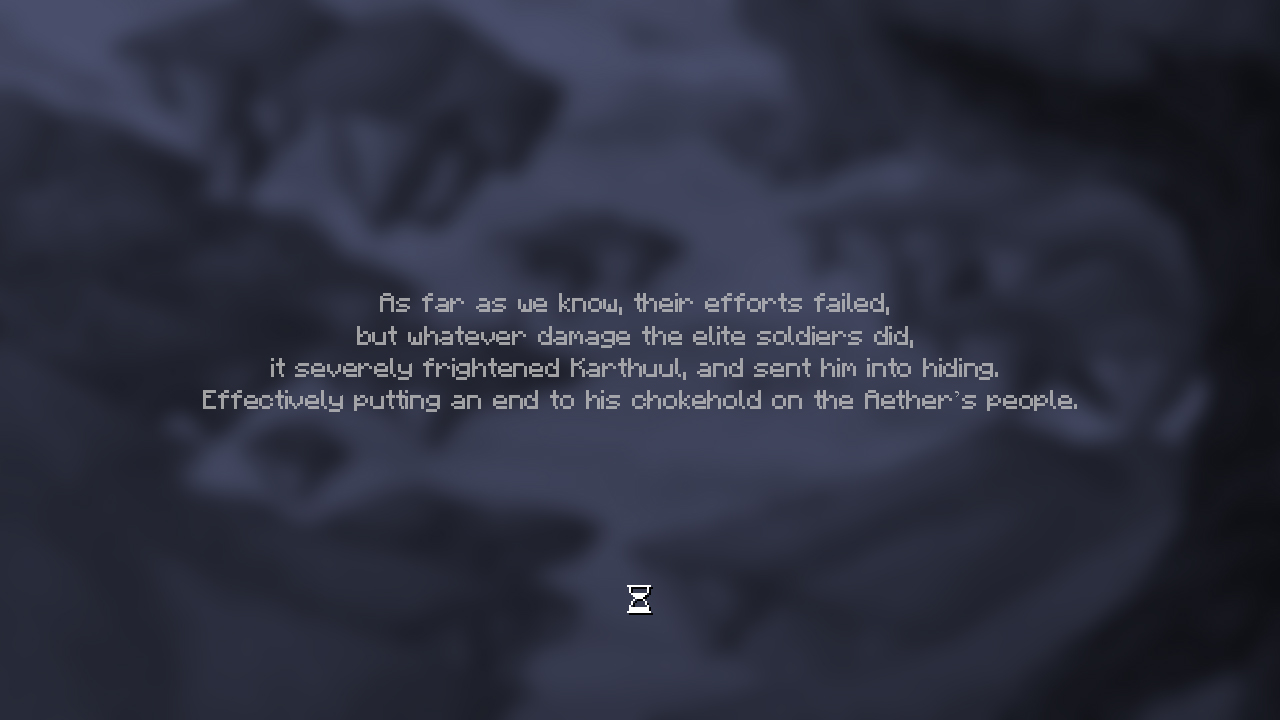 As far as we know, their efforts failed,
but whatever damage the elite soldiers did,
it severely frightened Karthuul, and sent him into hiding.
Effectively putting an end to his chokehold on the Aether's people.